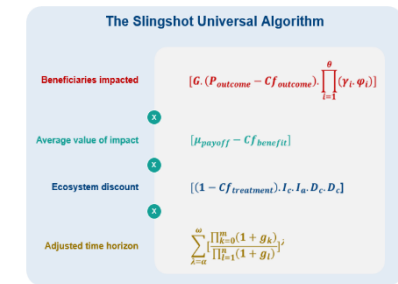 The Slingshot Universal Algorithm
Beneficiaries impacted [G.(P_outcome − Cf_outcome).∏_{i=1}^{θ}(γ_i.φ_i)]
x
Average value of impact [μ_payoff − Cf_benefit]
x
Ecosystem discount [(1 − Cf_treatment).I_c.I_a.D_c.D_c]
x
Adjusted time horizon ∑_{λ=α}^{ω}[∏_{k=0}^{m}(1 + g_k) / ∏_{l=1}^{n}(1 + g_l)]^j